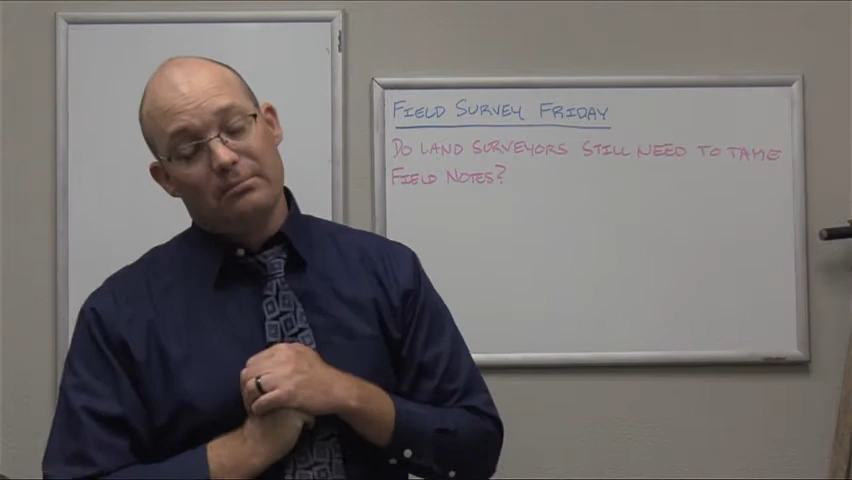 FIELD SURVEY FRIDAY
DO LAND SURVEYORS STILL NEED TO TAKE
FIELD NOTES?